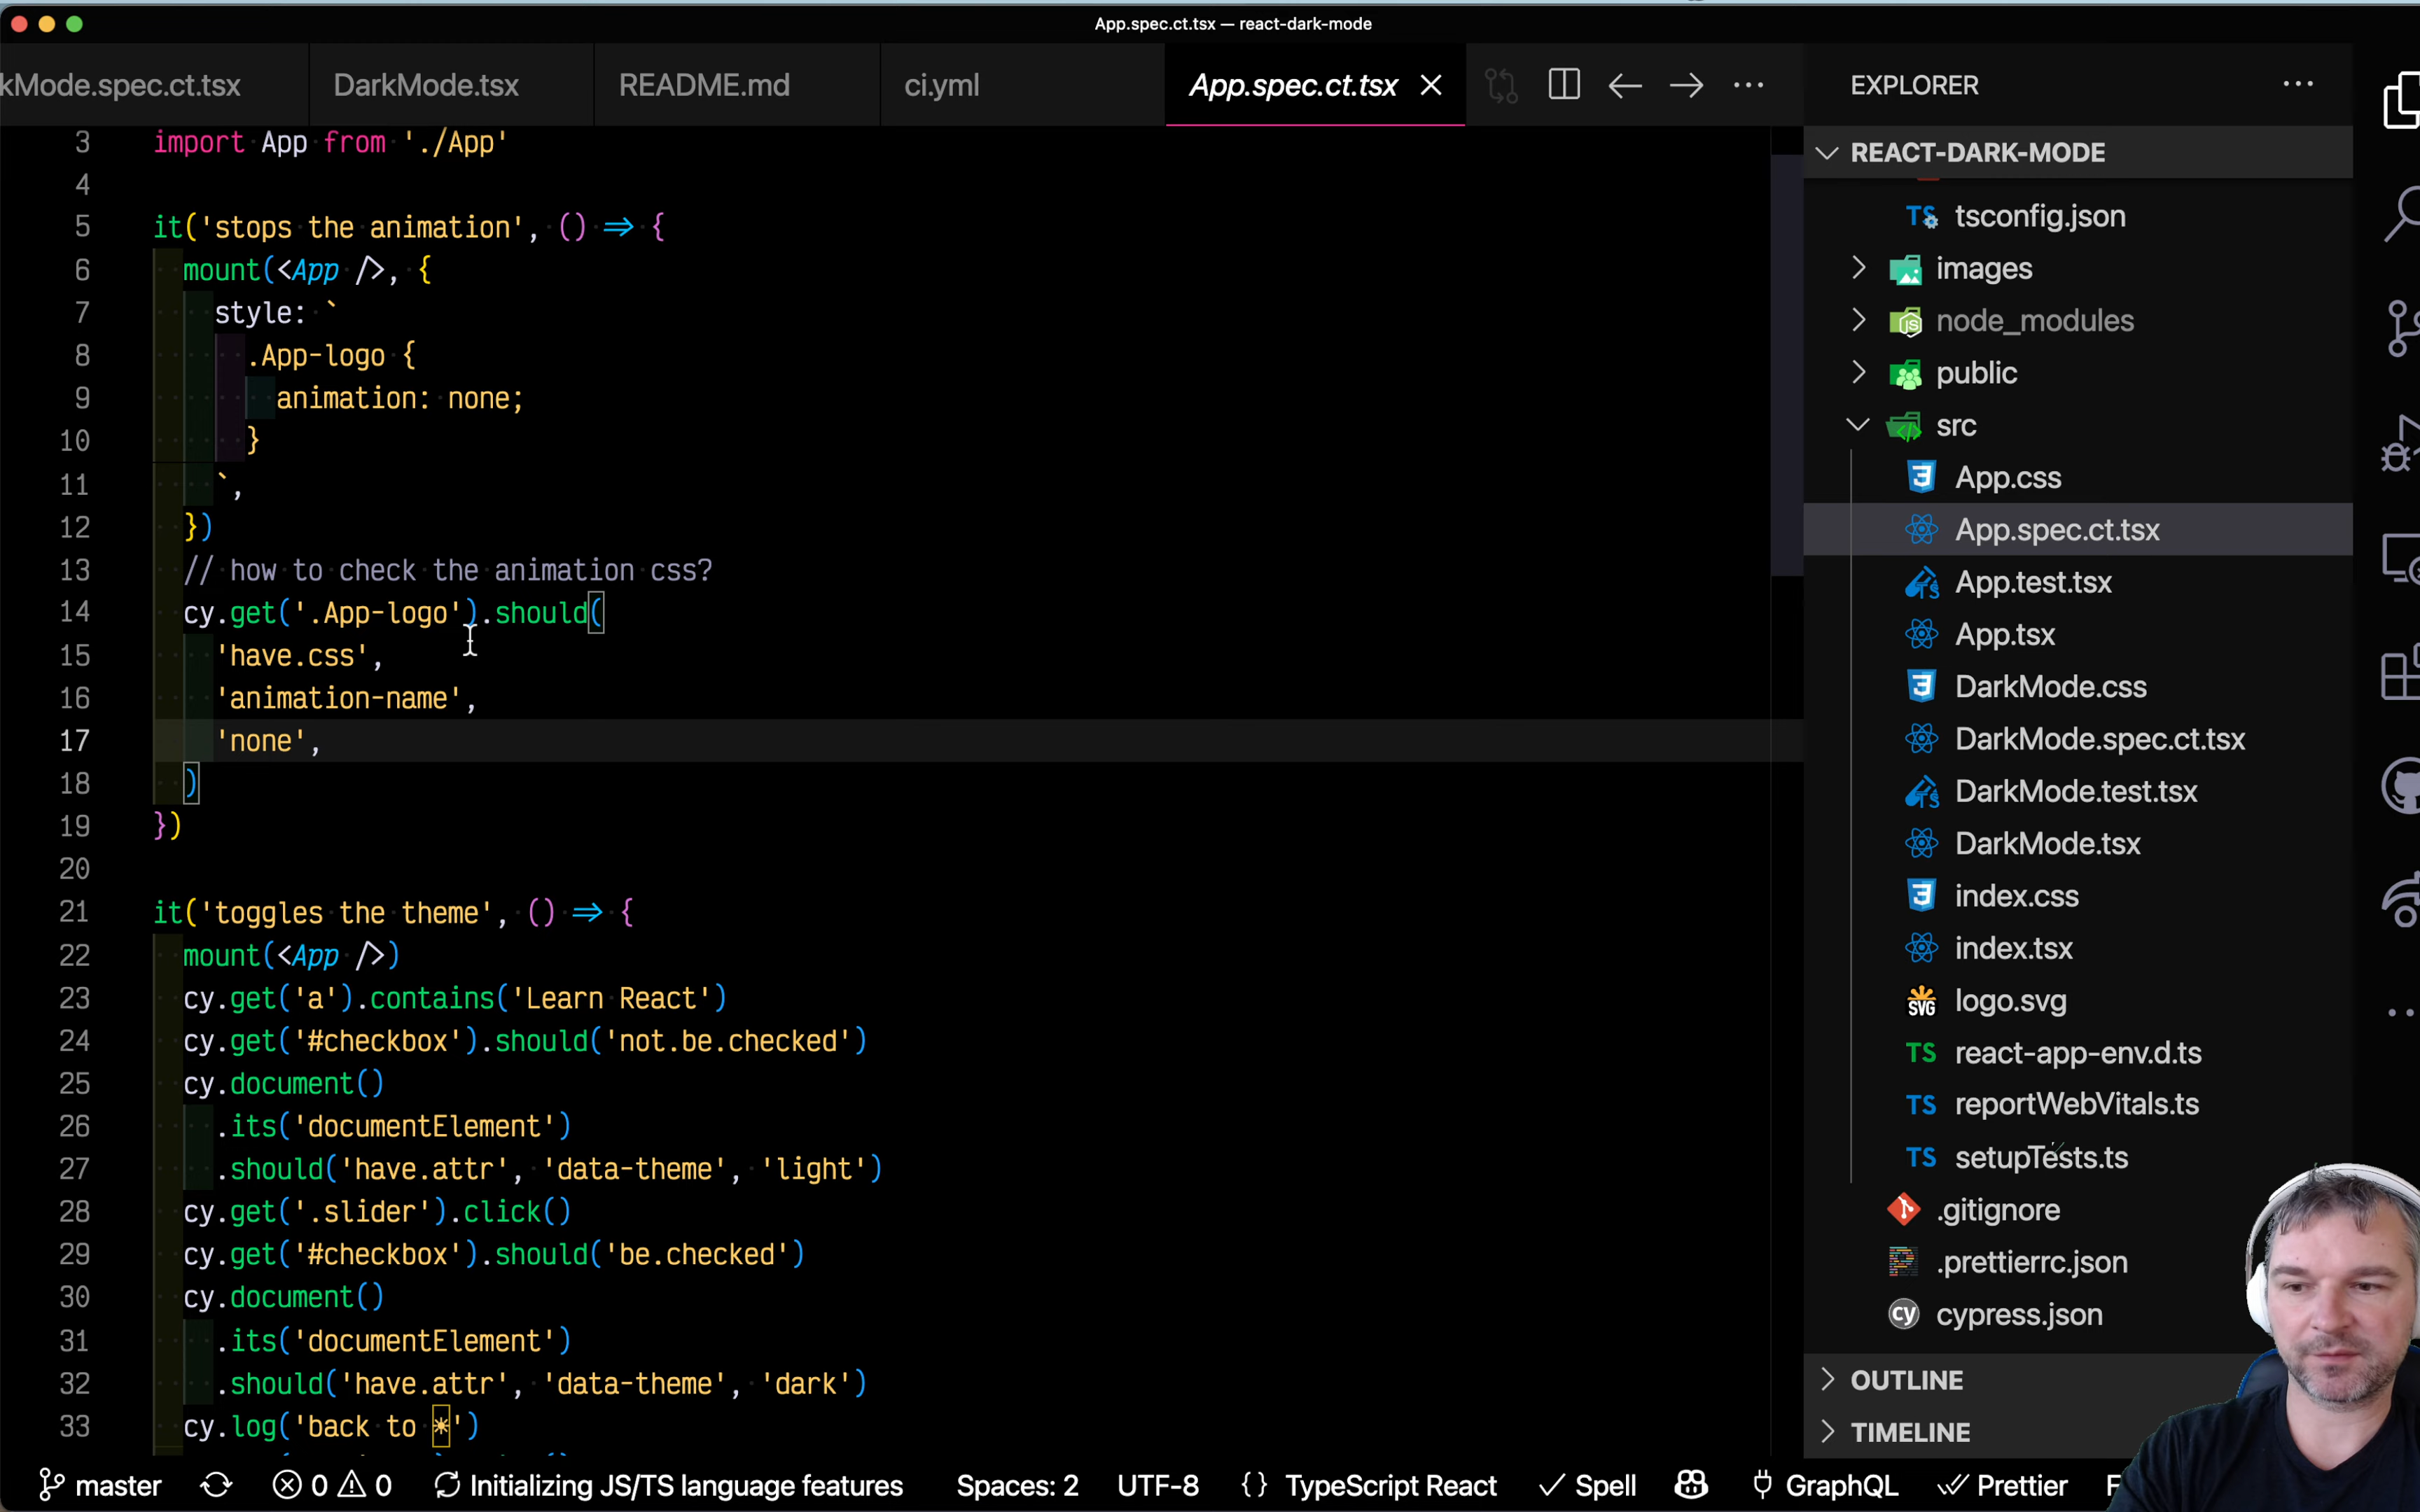 App.spec.ct.tsx — react-dark-mode
kMode.spec.ct.tsx
DarkMode.tsx
README.md
ci.yml
App.spec.ct.tsx
3 import App from './App'
4
5 it('stops the animation', () => {
6 mount(<App />, {
7 style: `
8 .App-logo {
9 animation: none;
10 }
11 `,
12 })
13 // how to check the animation css?
14 cy.get('.App-logo').should(
15 'have.css',
16 'animation-name',
17 'none',
18 )
19 })
20
21 it('toggles the theme', () => {
22 mount(<App />)
23 cy.get('a').contains('Learn React')
24 cy.get('#checkbox').should('not.be.checked')
25 cy.document()
26 .its('documentElement')
27 .should('have.attr', 'data-theme', 'light')
28 cy.get('.slider').click()
29 cy.get('#checkbox').should('be.checked')
30 cy.document()
31 .its('documentElement')
32 .should('have.attr', 'data-theme', 'dark')
33 cy.log('back to ☀')
EXPLORER
REACT-DARK-MODE
tsconfig.json
images
node_modules
public
src
App.css
App.spec.ct.tsx
App.test.tsx
App.tsx
DarkMode.css
DarkMode.spec.ct.tsx
DarkMode.test.tsx
DarkMode.tsx
index.css
index.tsx
logo.svg
react-app-env.d.ts
reportWebVitals.ts
setupTests.ts
.gitignore
.prettierrc.json
cypress.json
OUTLINE
TIMELINE
master
0 0
Initializing JS/TS language features
Spaces: 2
UTF-8
{} TypeScript React
Spell
GraphQL
Prettier